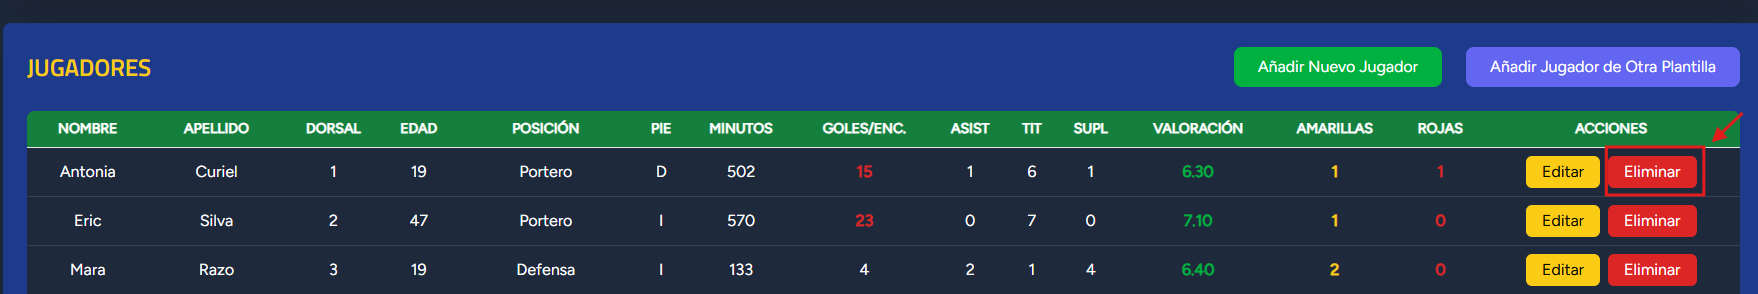 JUGADORES
Añadir Nuevo Jugador
Añadir Jugador de Otra Plantilla
NOMBRE APELLIDO DORSAL EDAD POSICIÓN PIE MINUTOS GOLES/ENC. ASIST TIT SUPL VALORACIÓN AMARILLAS ROJAS ACCIONES
Antonia Curiel 1 19 Portero D 502 15 1 6 1 6.30 1 1 Editar Eliminar
Eric Silva 2 47 Portero I 570 23 0 7 0 7.10 1 0 Editar Eliminar
Mara Razo 3 19 Defensa I 133 4 2 1 4 6.40 2 0 Editar Eliminar